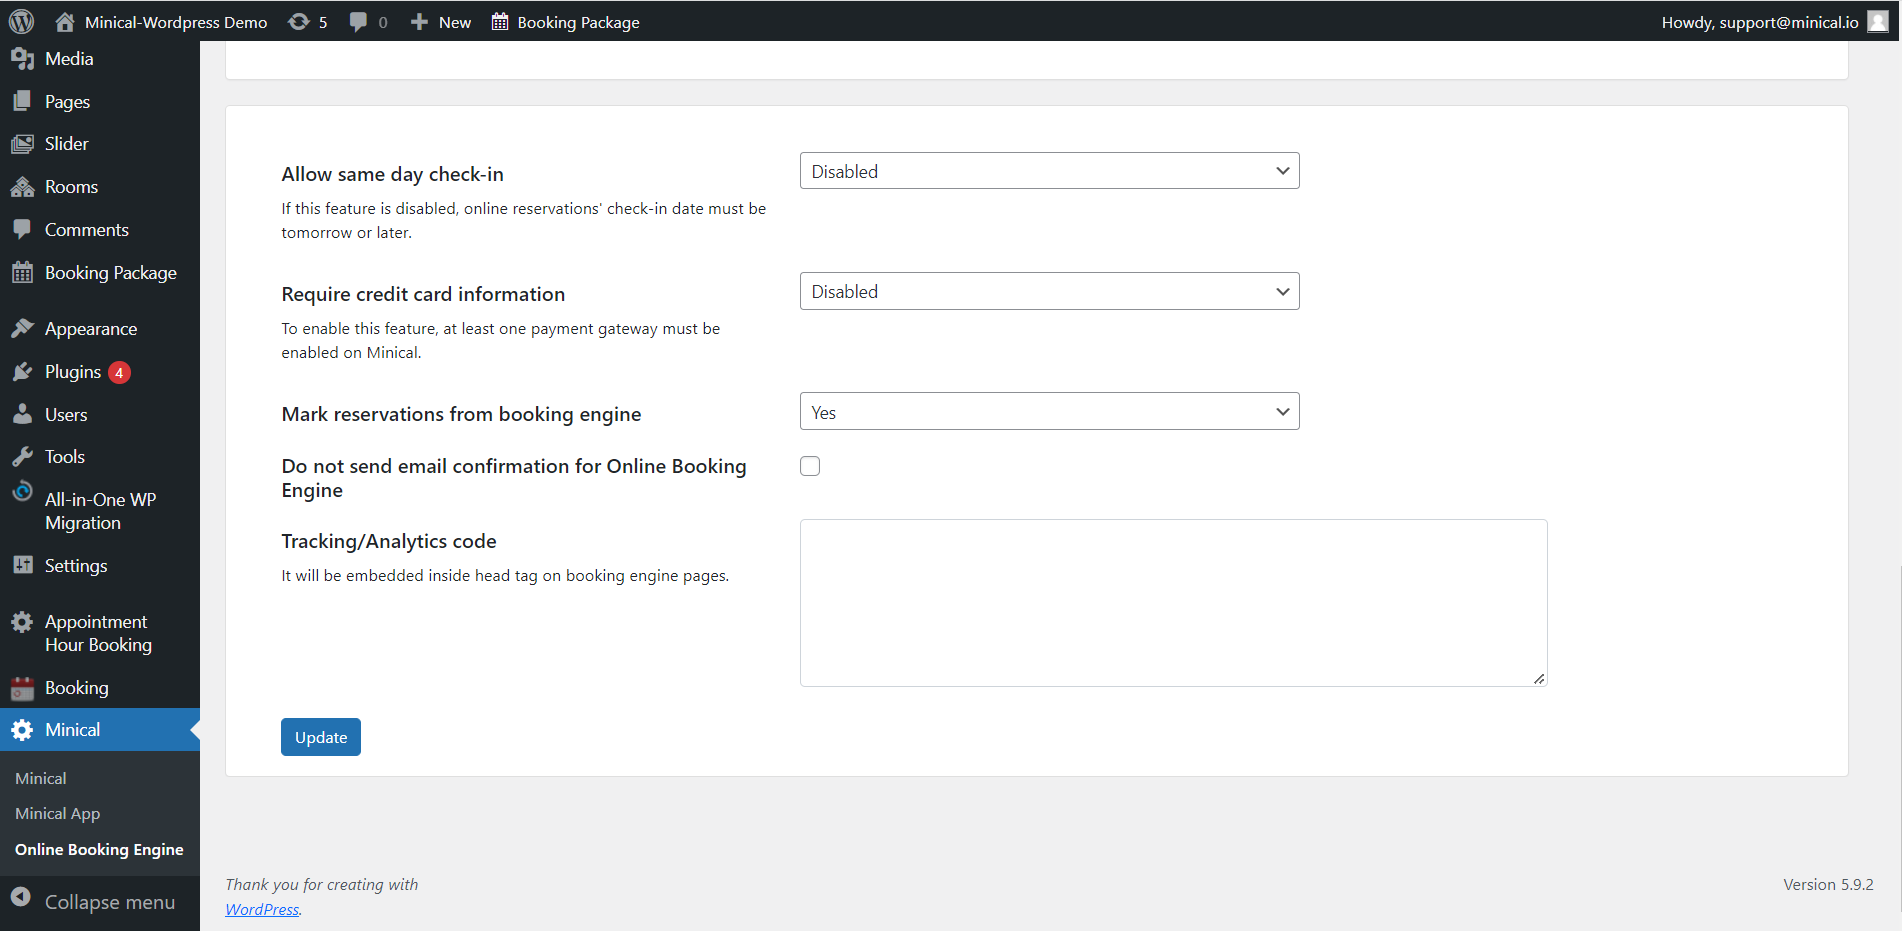 Minical-Wordpress Demo 5 0 New Booking Package Howdy, support@minical.io
Media
Pages
Slider
Rooms
Comments
Booking Package
Appearance
Plugins 4
Users
Tools
All-in-One WP
Migration
Settings
Appointment
Hour Booking
Booking
Minical
Minical
Minical App
Online Booking Engine
Collapse menu
Allow same day check-in
Disabled
If this feature is disabled, online reservations' check-in date must be
tomorrow or later.
Require credit card information
Disabled
To enable this feature, at least one payment gateway must be
enabled on Minical.
Mark reservations from booking engine
Yes
Do not send email confirmation for Online Booking
Engine
Tracking/Analytics code
It will be embedded inside head tag on booking engine pages.
Update
Thank you for creating with
WordPress.
Version 5.9.2